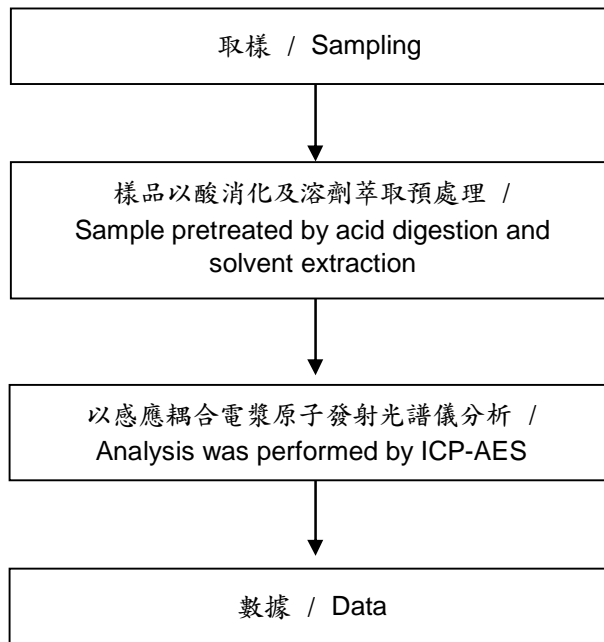 取樣 / Sampling
樣品以酸消化及溶劑萃取預處理 /
Sample pretreated by acid digestion and
solvent extraction
以感應耦合電漿原子發射光譜儀分析 /
Analysis was performed by ICP-AES
數據 / Data